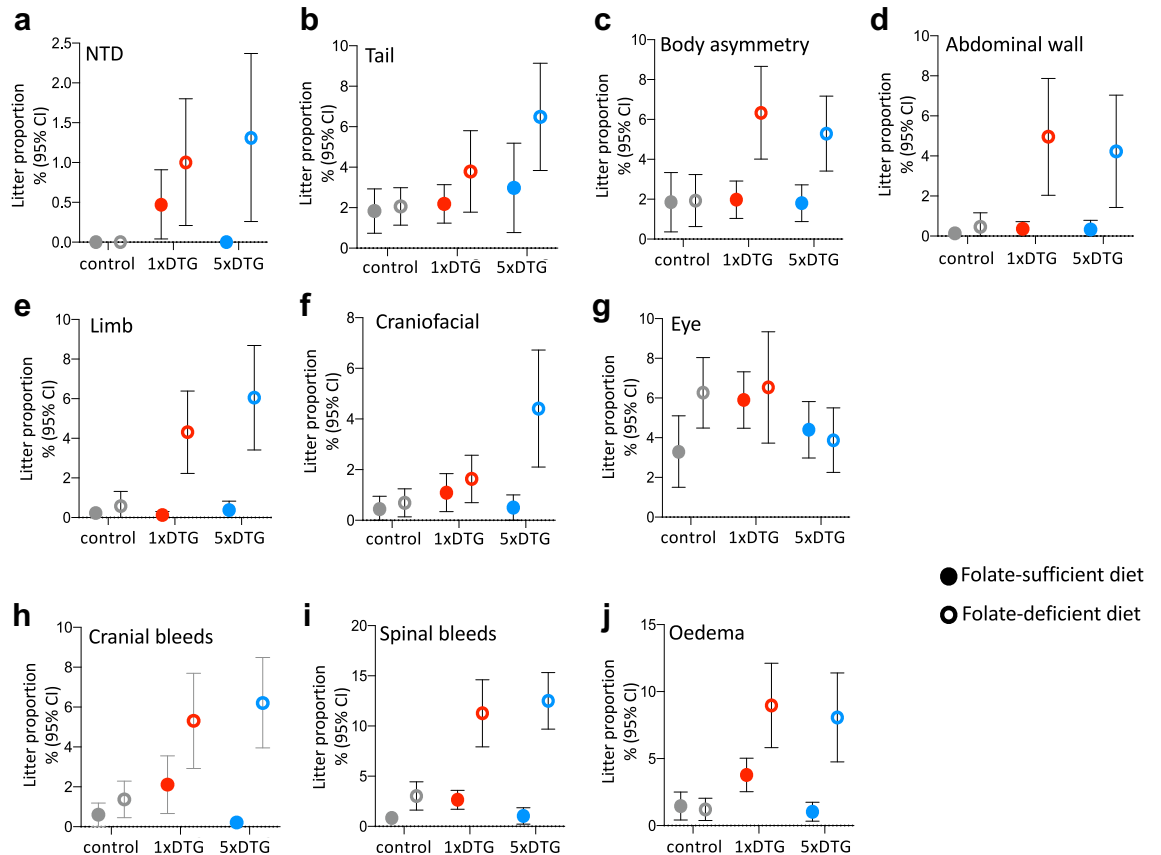 a
NTD
Litter proportion
% (95% CI)
2.5
2.0
1.5
1.0
0.5
0.0
control 1xDTG 5xDTG
b
Tail
Litter proportion
% (95% CI)
10
8
6
4
2
0
control 1xDTG 5xDTG
c
Body asymmetry
Litter proportion
% (95% CI)
10
8
6
4
2
0
control 1xDTG 5xDTG
d
Abdominal wall
Litter proportion
% (95% CI)
10
8
6
4
2
0
control 1xDTG 5xDTG
e
Limb
Litter proportion
% (95% CI)
10
8
6
4
2
0
control 1xDTG 5xDTG
f
Craniofacial
Litter proportion
% (95% CI)
8
6
4
2
0
control 1xDTG 5xDTG
g
Eye
Litter proportion
% (95% CI)
10
8
6
4
2
0
control 1xDTG 5xDTG
Folate-sufficient diet
Folate-deficient diet
h
Cranial bleeds
Litter proportion
% (95% CI)
10
8
6
4
2
0
control 1xDTG 5xDTG
i
Spinal bleeds
Litter proportion
% (95% CI)
20
15
10
5
0
control 1xDTG 5xDTG
j
Oedema
Litter proportion
% (95% CI)
15
10
5
0
control 1xDTG 5xDTG